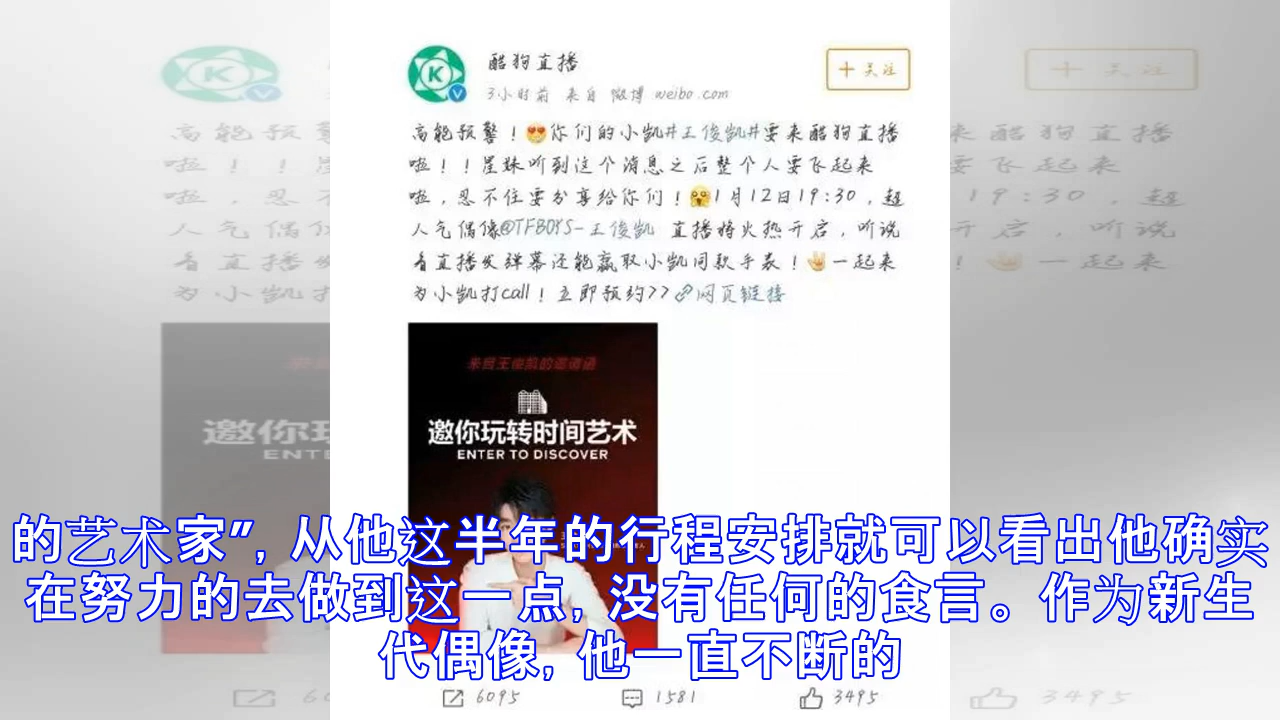 酷狗直播
3小时前 来自 微博 weibo.com
+关注
高能预警！😍你们的小凯#王俊凯#要来酷狗直播
啦！！星妹听到这个消息之后整个人要飞起来
啦，忍不住要分享给你们！🙀1月12日19:30，超
人气偶像@TFBOYS-王俊凯 直播将火热开启，听说
看直播发弹幕还能赢取小凯同款手表！🤟一起来
为小凯打call！立即预约>>网页链接
来自王俊凯的邀请函
邀你玩转时间艺术
ENTER TO DISCOVER
的艺术家”, 从他这半年的行程安排就可以看出他确实
在努力的去做到这一点, 没有任何的食言。作为新生
代偶像, 他一直不断的
6095
1581
3495